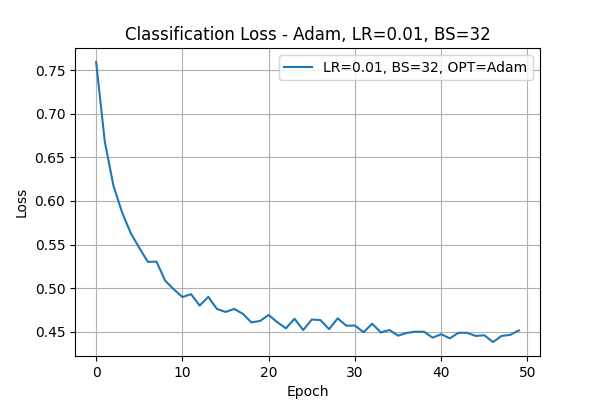 Classification Loss - Adam, LR=0.01, BS=32
LR=0.01, BS=32, OPT=Adam
0.75
0.70
0.65
0.60
0.55
0.50
0.45
Loss
0 10 20 30 40 50
Epoch